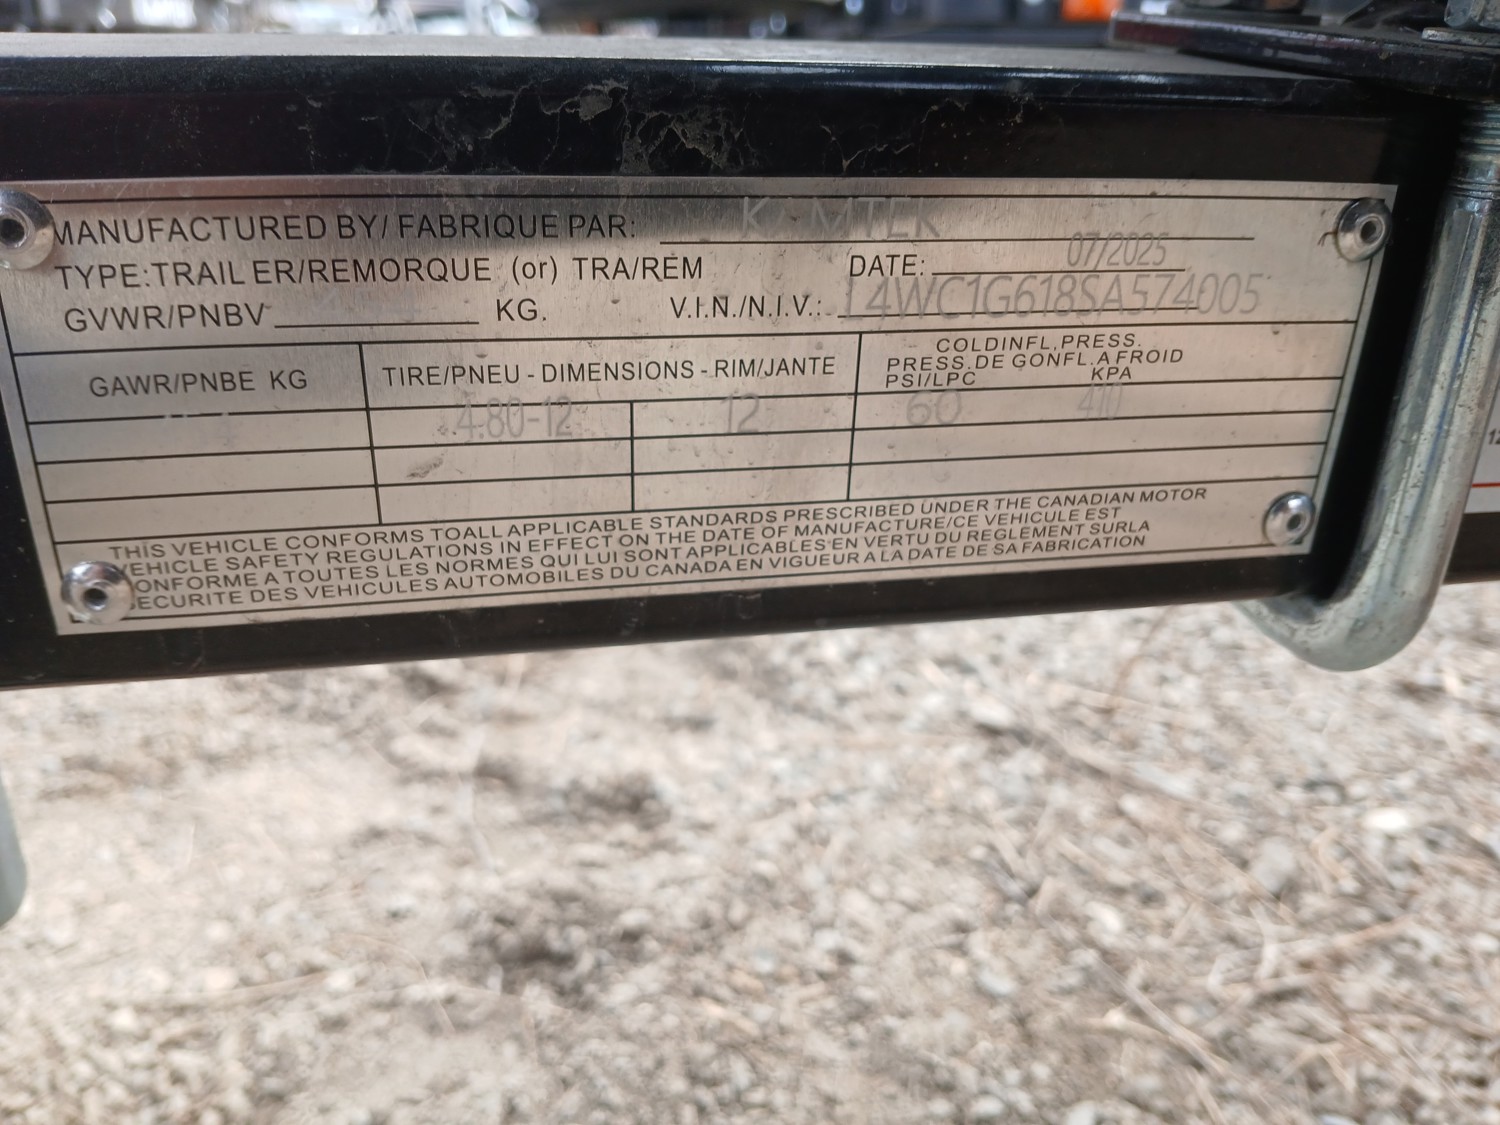 MANUFACTURED BY/ FABRIQUE PAR:
TYPE:TRAILER/REMORQUE (or) TRA/REM DATE: 07/2025
GVWR/PNBV KG. V.I.N./N.I.V.: L4WC1G618SA574005
GAWR/PNBE KG TIRE/PNEU - DIMENSIONS - RIM/JANTE
COLDINFL,PRESS.
PRESS.DE GONFL.A FROID
PSI/LPC KPA
4.80-12 12 60 410
THIS VEHICLE CONFORMS TOALL APPLICABLE STANDARDS PRESCRIBED UNDER THE CANADIAN MOTOR
VEHICLE SAFETY REGULATIONS IN EFFECT ON THE DATE OF MANUFACTURE/CE VEHICULE EST
CONFORME A TOUTES LES NORMES QUI LUI SONT APPLICABLES EN VERTU DU REGLEMENT SURLA
SECURITE DES VEHICULES AUTOMOBILES DU CANADA EN VIGUEUR A LA DATE DE SA FABRICATION